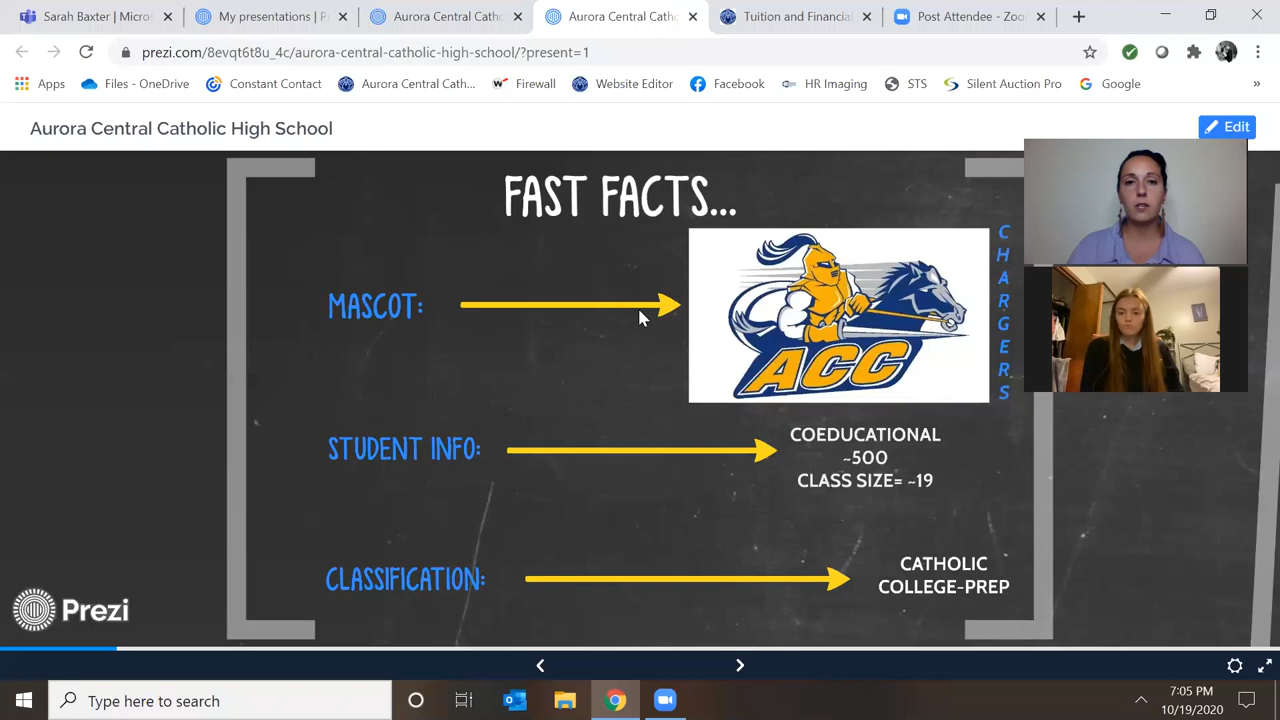 Sarah Baxter | Micros
My presentations | P
Aurora Central Catho
Aurora Central Catho
Tuition and Financial
Post Attendee - Zoo
prezi.com/8evqt6t8u_4c/aurora-central-catholic-high-school/?present=1
Apps
Files - OneDrive
Constant Contact
Aurora Central Cath...
Firewall
Website Editor
Facebook
HR Imaging
STS
Silent Auction Pro
Google
»
Aurora Central Catholic High School
Edit
FAST FACTS...
MASCOT:
ACC
CHARGERS
STUDENT INFO:
COEDUCATIONAL
~500
CLASS SIZE= ~19
CLASSIFICATION:
CATHOLIC
COLLEGE-PREP
Prezi
Type here to search
7:05 PM
10/19/2020